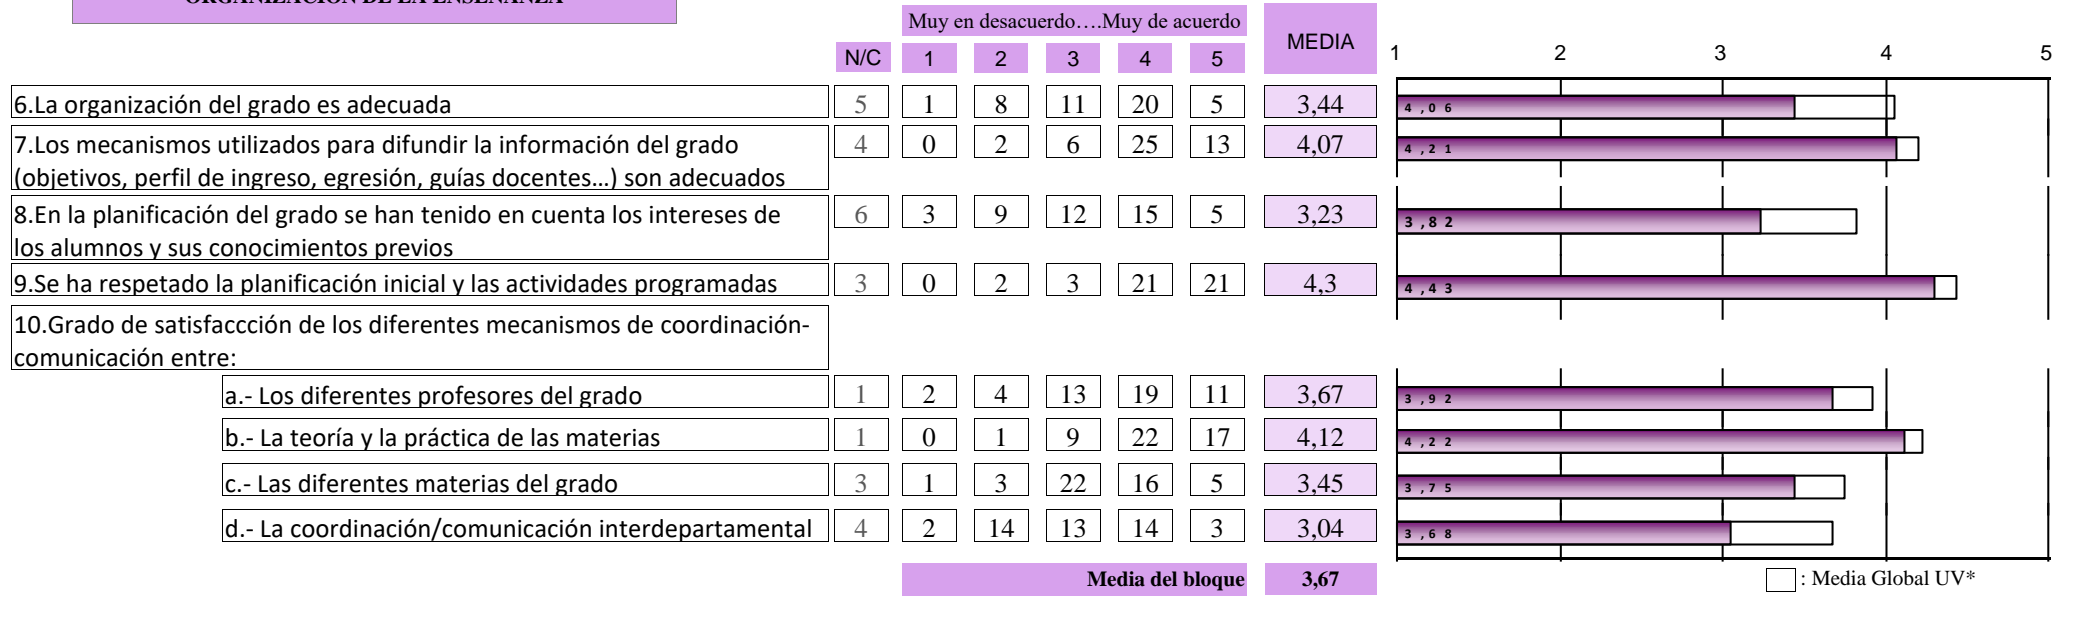 ORGANIZACIÓN DE LA ENSEÑANZA
Muy en desacuerdo….Muy de acuerdo
MEDIA
N/C 1 2 3 4 5
1 2 3 4 5
6.La organización del grado es adecuada 5 1 8 11 20 5 3,44 4,06
7.Los mecanismos utilizados para difundir la información del grado 4 0 2 6 25 13 4,07 4,21
(objetivos, perfil de ingreso, egresión, guías docentes…) son adecuados
8.En la planificación del grado se han tenido en cuenta los intereses de 6 3 9 12 15 5 3,23 3,82
los alumnos y sus conocimientos previos
9.Se ha respetado la planificación inicial y las actividades programadas 3 0 2 3 21 21 4,3 4,43
10.Grado de satisfaccción de los diferentes mecanismos de coordinación-
comunicación entre:
a.- Los diferentes profesores del grado 1 2 4 13 19 11 3,67 3,92
b.- La teoría y la práctica de las materias 1 0 1 9 22 17 4,12 4,22
c.- Las diferentes materias del grado 3 1 3 22 16 5 3,45 3,75
d.- La coordinación/comunicación interdepartamental 4 2 14 13 14 3 3,04 3,68
Media del bloque 3,67
: Media Global UV*